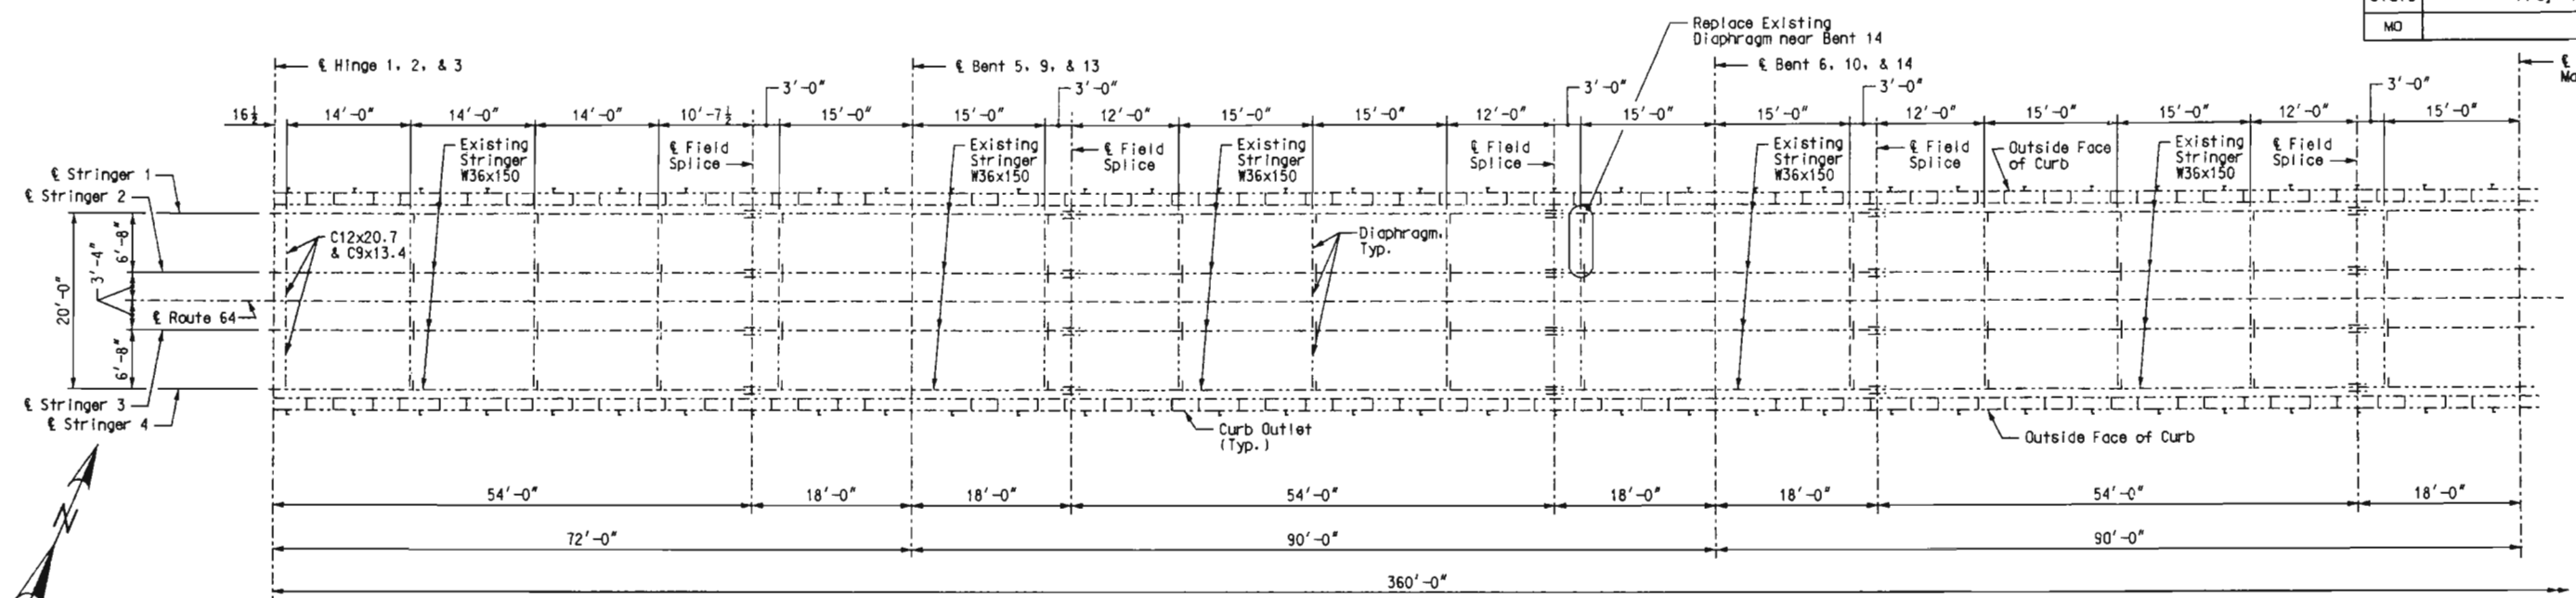 MO
Replace Existing
Diaphragm near Bent 14
℄ Hinge 1, 2, & 3
℄ Bent 5, 9, & 13
℄ Bent 6, 10, & 14
℄
3'-0"
3'-0"
3'-0"
3'-0"
3'-0"
16½
14'-0"
14'-0"
14'-0"
10'-7½
15'-0"
15'-0"
12'-0"
15'-0"
15'-0"
12'-0"
15'-0"
15'-0"
12'-0"
15'-0"
15'-0"
12'-0"
15'-0"
Existing
Stringer
W36x150
℄ Field
Splice
Existing
Stringer
W36x150
℄ Field
Splice
Existing
Stringer
W36x150
℄ Field
Splice
Existing
Stringer
W36x150
℄ Field
Splice
Outside Face
of Curb
Existing
Stringer
W36x150
℄ Field
Splice
℄ Stringer 1
℄ Stringer 2
C12x20.7
& C9x13.4
Diaphragm,
Typ.
20'-0"
3'-4"
6'-8"
6'-8"
℄ Route 64
℄ Stringer 3
℄ Stringer 4
Curb Outlet
(Typ.)
Outside Face of Curb
N
54'-0"
18'-0"
18'-0"
54'-0"
18'-0"
18'-0"
54'-0"
18'-0"
72'-0"
90'-0"
90'-0"
360'-0"